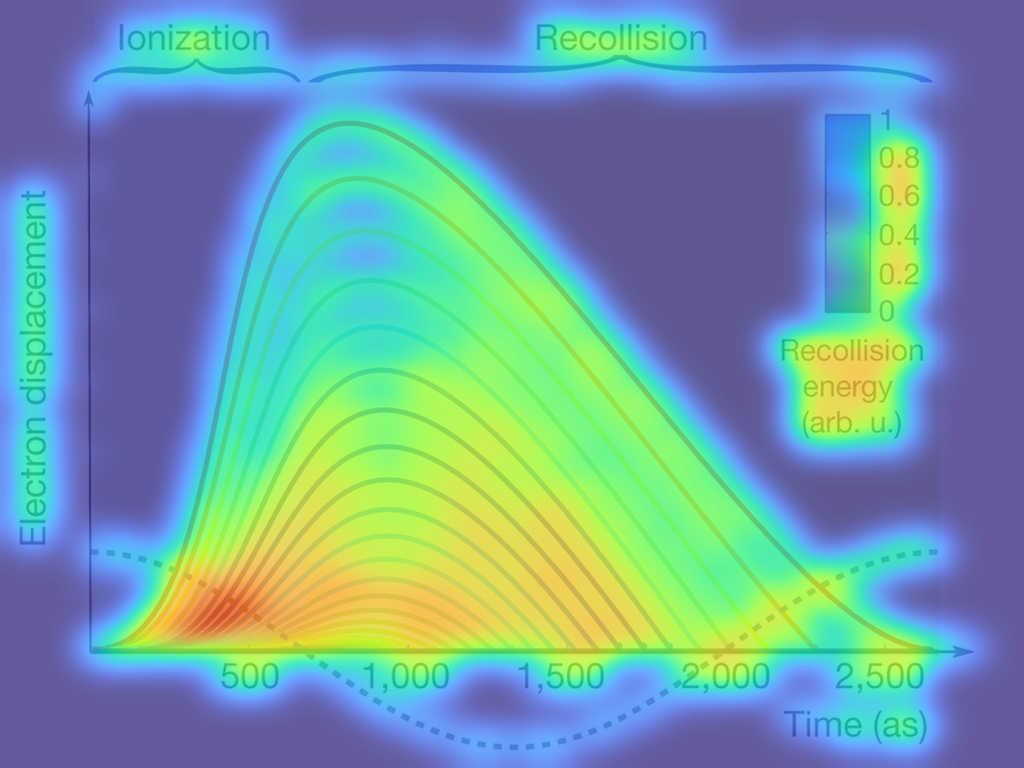 Ionization
Recollision
Electron displacement
1
0.8
0.6
0.4
0.2
0
Recollision
energy
(arb. u.)
500
1,000
1,500
2,000
2,500
Time (as)